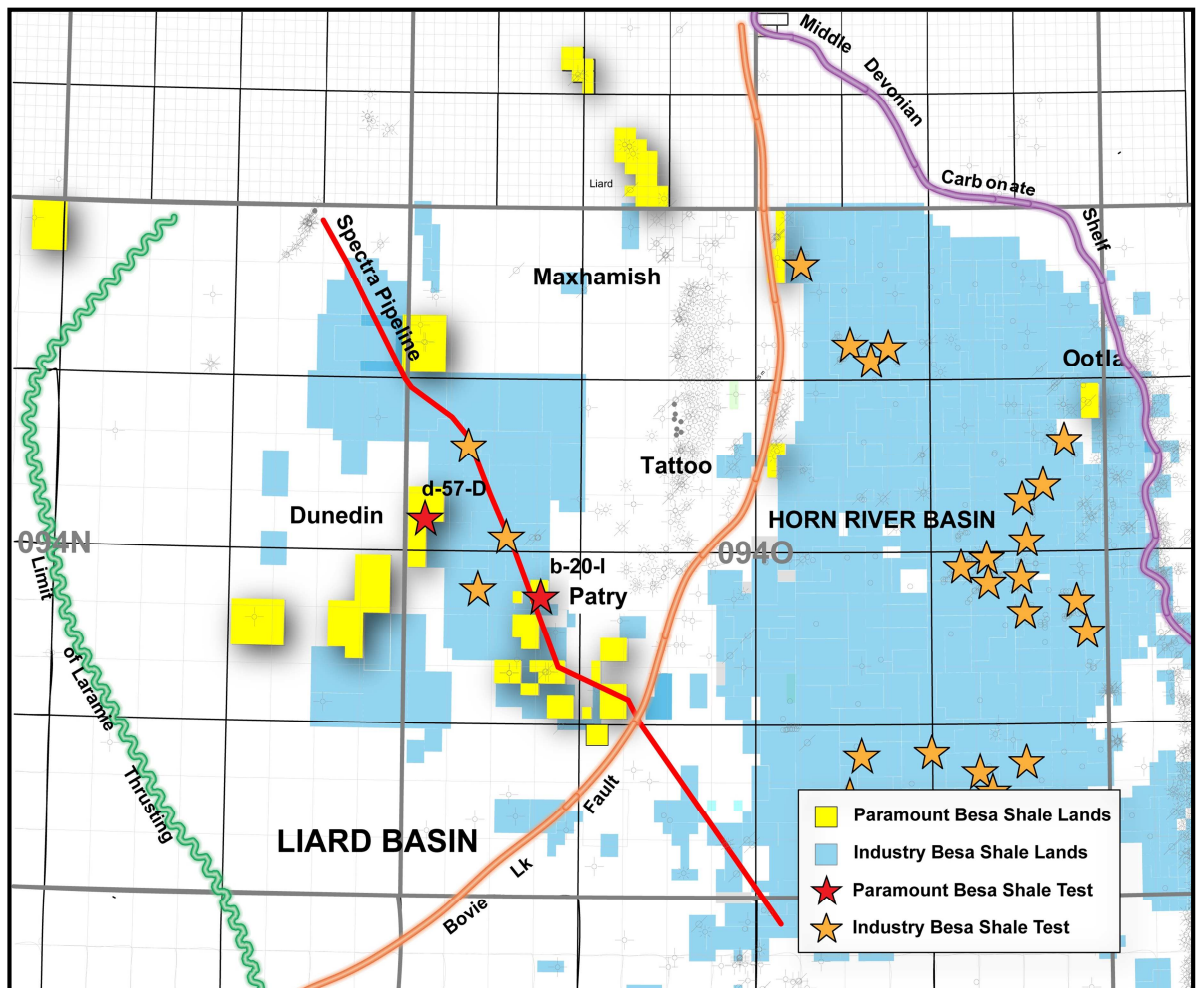 Middle
Devonian
Carbonate
Shelf
Liard
Spectra Pipeline
Maxhamish
Ootla
Tattoo
d-57-D
Dunedin
HORN RIVER BASIN
094N
094O
b-20-I
Patry
Limit
of Laramie
Thrusting
LIARD BASIN
Bovie
Lk
Fault
Paramount Besa Shale Lands
Industry Besa Shale Lands
Paramount Besa Shale Test
Industry Besa Shale Test